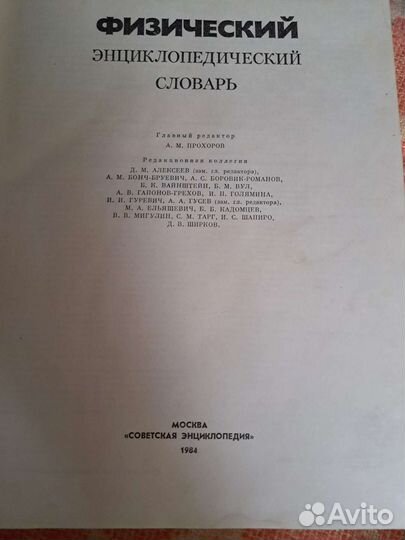 ФИЗИЧЕСКИЙ
ЭНЦИКЛОПЕДИЧЕСКИЙ
СЛОВАРЬ
Главный редактор
А. М. ПРОХОРОВ
Редакционная коллегия
Д. М. АЛЕКСЕЕВ (зам. гл. редактора),
А. М. БОНЧ-БРУЕВИЧ, А. С. БОРОВИК-РОМАНОВ,
Б. К. ВАЙНШТЕЙН, Б. М. ВУЛ,
А. В. ГАПОНОВ-ГРЕХОВ, И. П. ГОЛЯМИНА,
И. И. ГУРЕВИЧ, А. А. ГУСЕВ (зам. гл. редактора),
М. А. ЕЛЬЯШЕВИЧ, Б. Б. КАДОМЦЕВ,
В. В. МИГУЛИН, С. М. ТАРГ, И. С. ШАПИРО,
Д. В. ШИРКОВ.
МОСКВА
«СОВЕТСКАЯ ЭНЦИКЛОПЕДИЯ»
1984
Avito